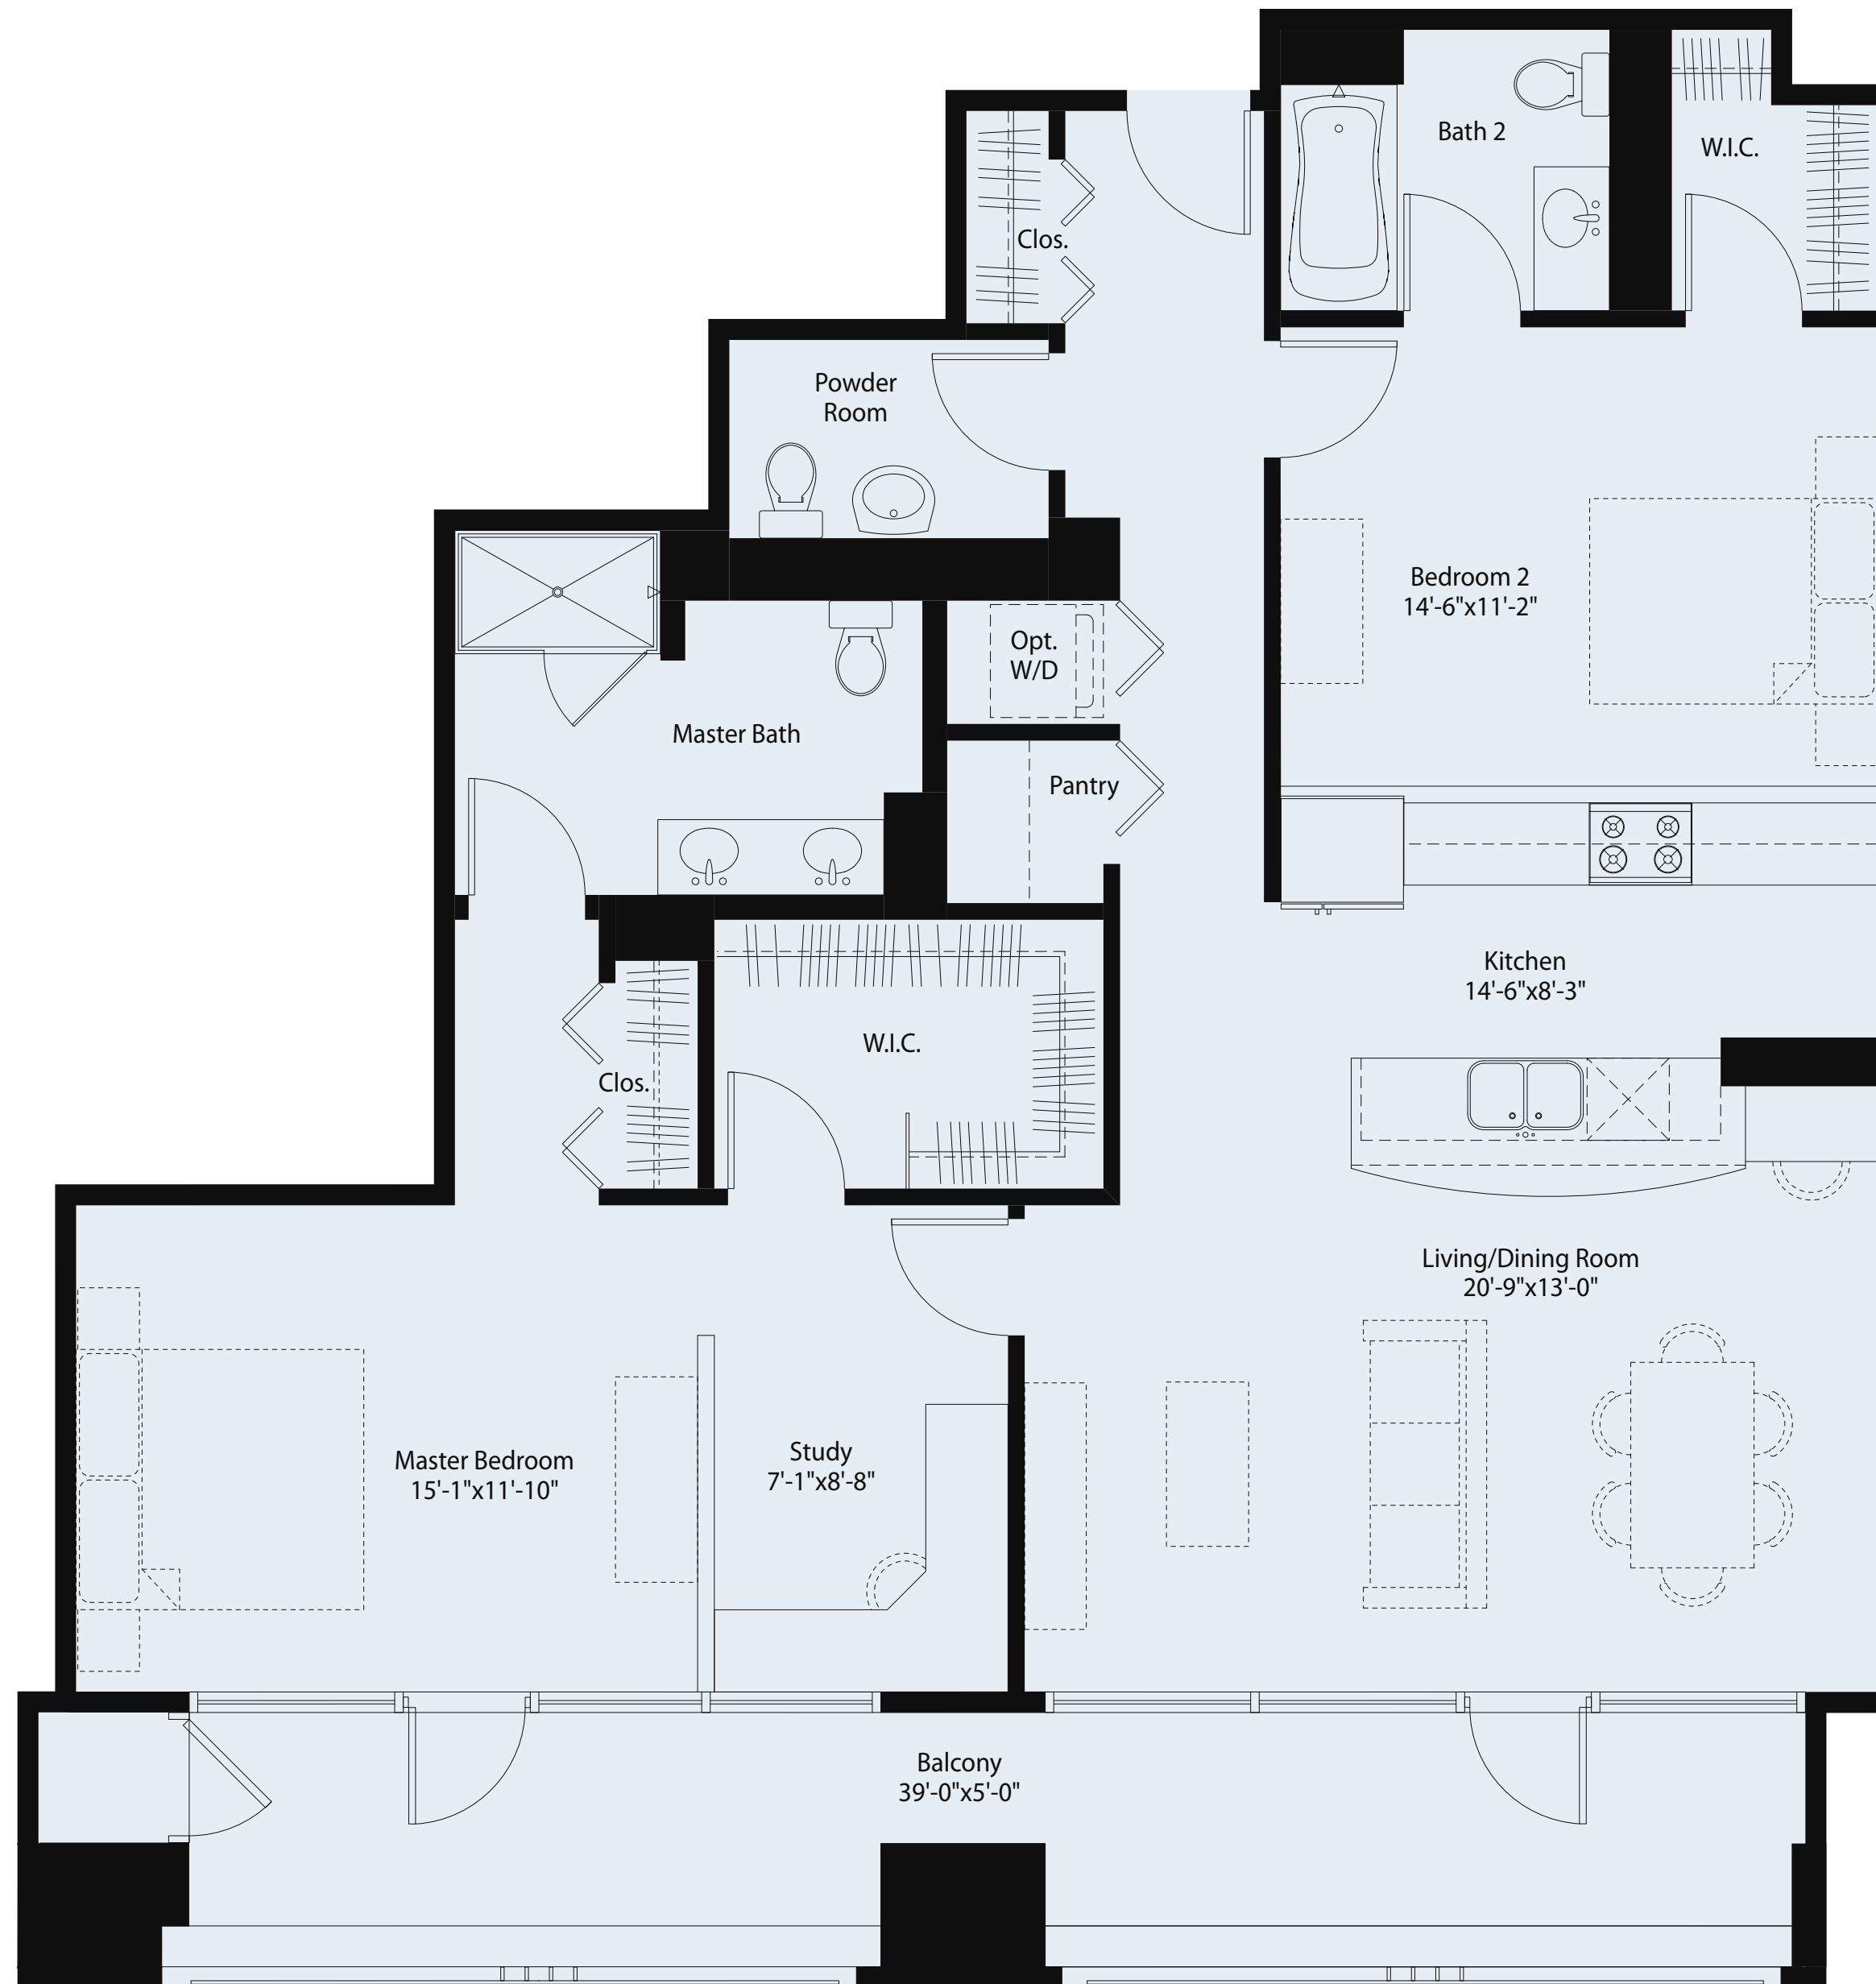 Bath 2
W.I.C.
Clos.
Powder
Room
Bedroom 2
14'-6"x11'-2"
Opt.
W/D
Master Bath
Pantry
Kitchen
14'-6"x8'-3"
W.I.C.
Clos.
Living/Dining Room
20'-9"x13'-0"
Master Bedroom
15'-1"x11'-10"
Study
7'-1"x8'-8"
Balcony
39'-0"x5'-0"